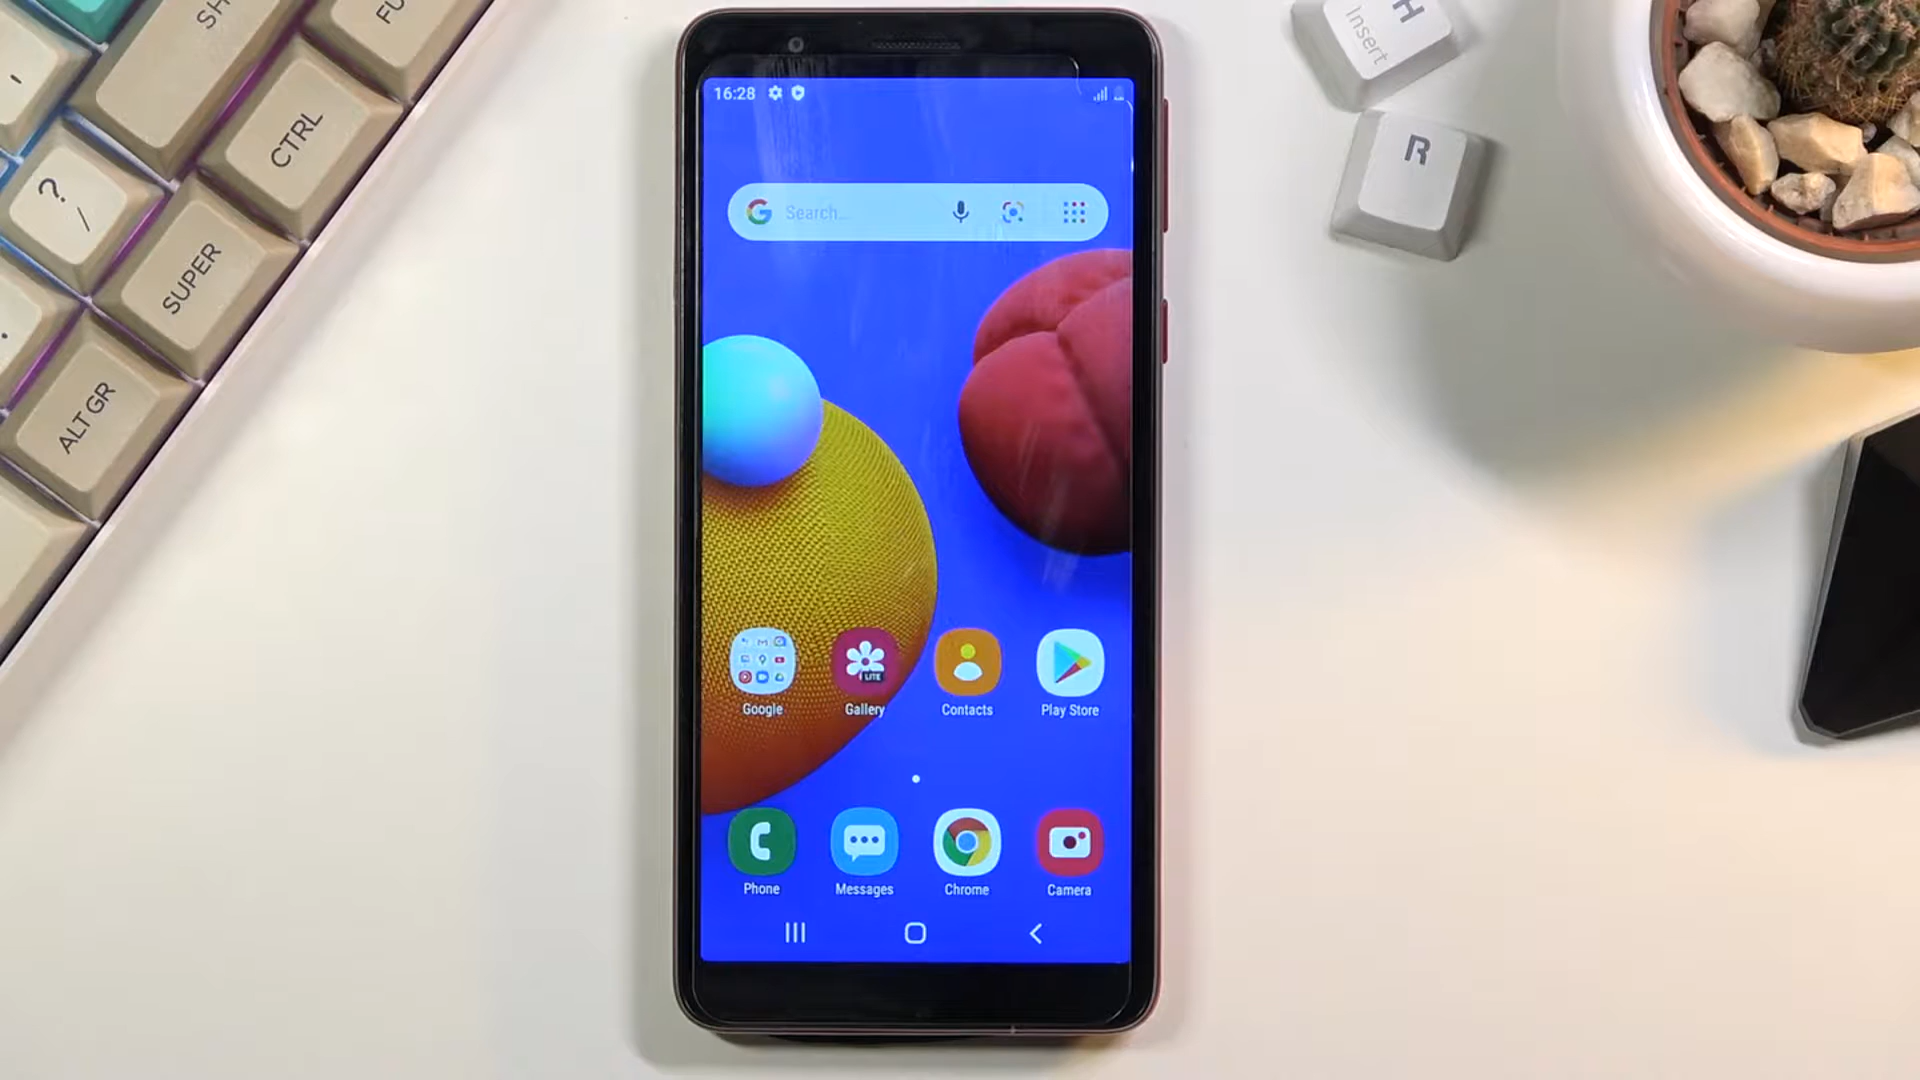 SH
FU
CTRL
?
/
SUPER
ALT GR
H
Insert
R
16:28
G Search...
Google
Gallery
LITE
Contacts
Play Store
Phone
Messages
Chrome
Camera